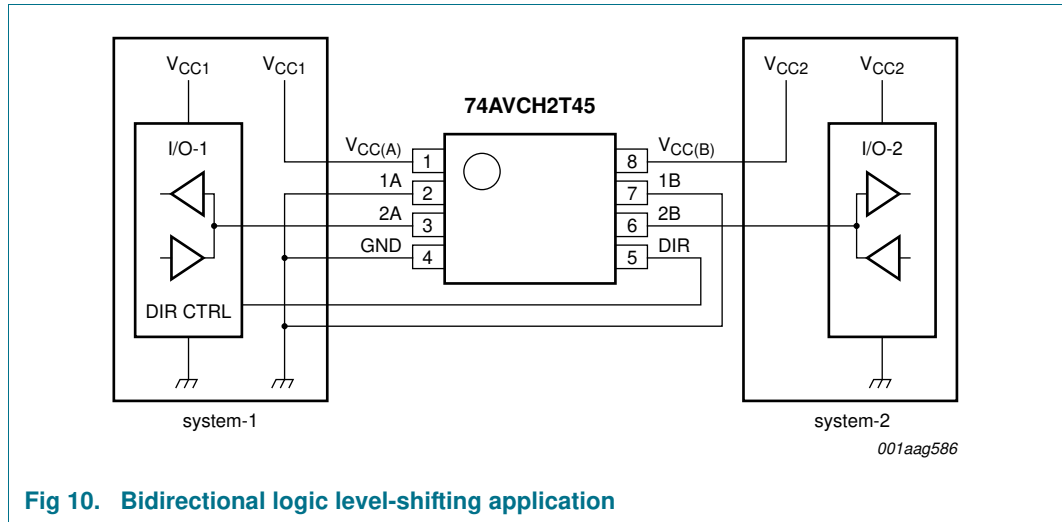 V_CC1 V_CC1 V_CC2 V_CC2
74AVCH2T45
I/O-1 I/O-2
V_CC(A) 1 8 V_CC(B)
1A 2 7 1B
2A 3 6 2B
GND 4 5 DIR
DIR CTRL
system-1 system-2
001aag586
Fig 10. Bidirectional logic level-shifting application